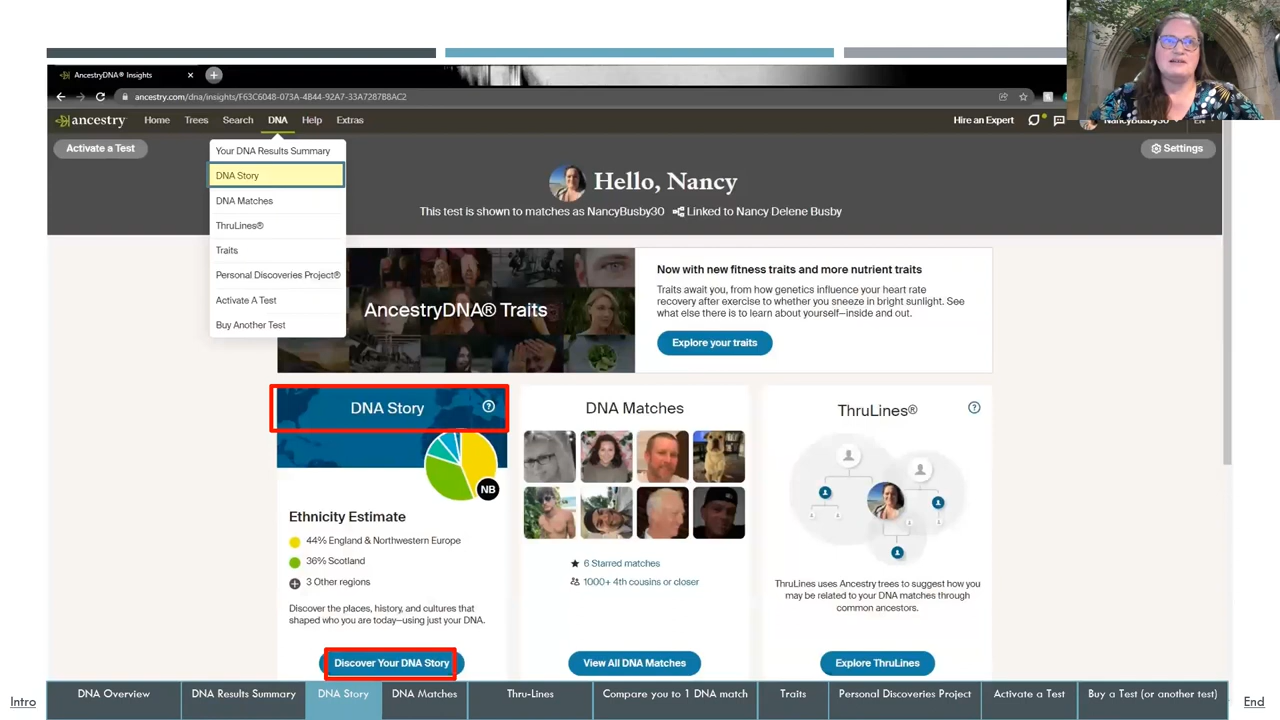 AncestryDNA® Insights
ancestry.com/dna/insights/F63C6048-073A-4B44-92A7-33A7287B8AC2
ancestry Home Trees Search DNA Help Extras Hire an Expert NancyBusby30 EN
Activate a Test
Settings
Your DNA Results Summary
DNA Story
DNA Matches
ThruLines®
Traits
Personal Discoveries Project®
Activate A Test
Buy Another Test
Hello, Nancy
This test is shown to matches as NancyBusby30 Linked to Nancy Delene Busby
AncestryDNA® Traits
Now with new fitness traits and more nutrient traits
Traits await you, from how genetics influence your heart rate
recovery after exercise to whether you sneeze in bright sunlight. See
what else there is to learn about yourself—inside and out.
Explore your traits
DNA Story
NB
Ethnicity Estimate
44% England & Northwestern Europe
36% Scotland
3 Other regions
Discover the places, history, and cultures that
shaped who you are today—using just your DNA.
Discover Your DNA Story
DNA Matches
6 Starred matches
1000+ 4th cousins or closer
View All DNA Matches
ThruLines®
ThruLines uses Ancestry trees to suggest how you
may be related to your DNA matches through
common ancestors.
Explore ThruLines
Intro DNA Overview DNA Results Summary DNA Story DNA Matches Thru-Lines Compare you to 1 DNA match Traits Personal Discoveries Project Activate a Test Buy a Test (or another test) End